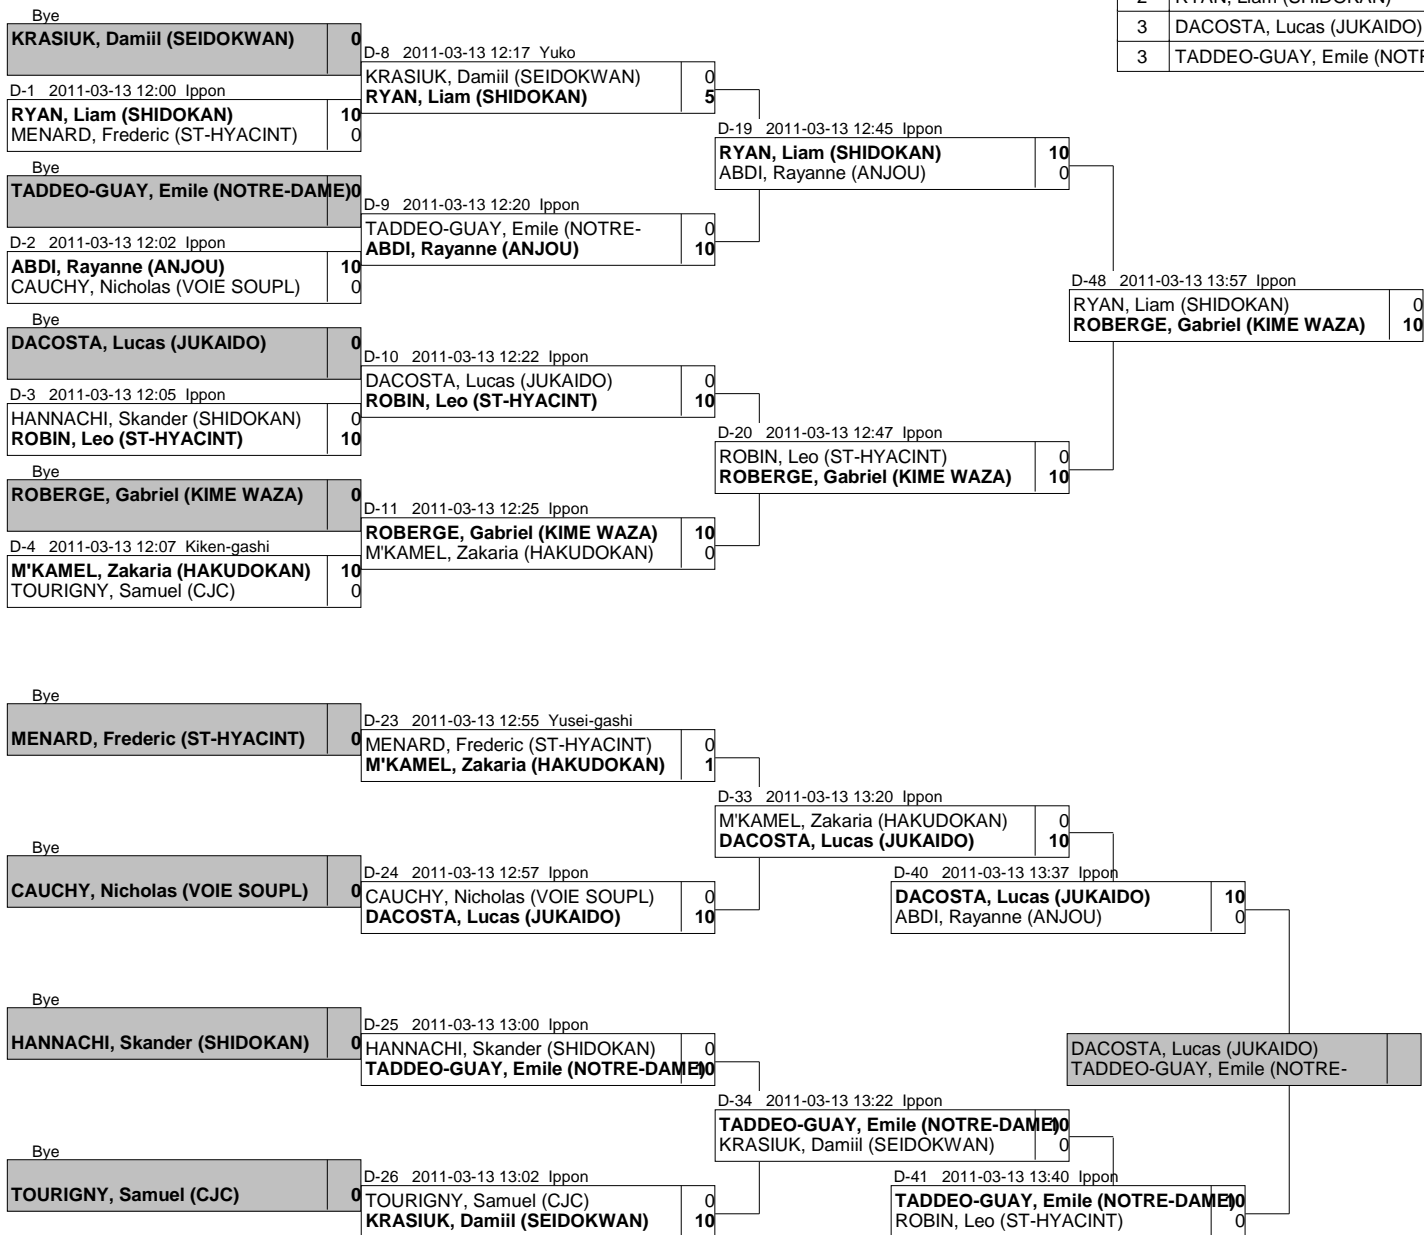 2 RYAN, Liam (SHIDOKAN)
3 DACOSTA, Lucas (JUKAIDO)
3 TADDEO-GUAY, Emile (NOTR
Bye
KRASIUK, Damiil (SEIDOKWAN) 0
D-1 2011-03-13 12:00 Ippon
RYAN, Liam (SHIDOKAN) 10
MENARD, Frederic (ST-HYACINT) 0
Bye
TADDEO-GUAY, Emile (NOTRE-DAME) 0
D-2 2011-03-13 12:02 Ippon
ABDI, Rayanne (ANJOU) 10
CAUCHY, Nicholas (VOIE SOUPL) 0
Bye
DACOSTA, Lucas (JUKAIDO) 0
D-3 2011-03-13 12:05 Ippon
HANNACHI, Skander (SHIDOKAN) 0
ROBIN, Leo (ST-HYACINT) 10
Bye
ROBERGE, Gabriel (KIME WAZA) 0
D-4 2011-03-13 12:07 Kiken-gashi
M'KAMEL, Zakaria (HAKUDOKAN) 10
TOURIGNY, Samuel (CJC) 0
D-8 2011-03-13 12:17 Yuko
KRASIUK, Damiil (SEIDOKWAN) 0
RYAN, Liam (SHIDOKAN) 5
D-9 2011-03-13 12:20 Ippon
TADDEO-GUAY, Emile (NOTRE- 0
ABDI, Rayanne (ANJOU) 10
D-10 2011-03-13 12:22 Ippon
DACOSTA, Lucas (JUKAIDO) 0
ROBIN, Leo (ST-HYACINT) 10
D-11 2011-03-13 12:25 Ippon
ROBERGE, Gabriel (KIME WAZA) 10
M'KAMEL, Zakaria (HAKUDOKAN) 0
D-19 2011-03-13 12:45 Ippon
RYAN, Liam (SHIDOKAN) 10
ABDI, Rayanne (ANJOU) 0
D-20 2011-03-13 12:47 Ippon
ROBIN, Leo (ST-HYACINT) 0
ROBERGE, Gabriel (KIME WAZA) 10
D-48 2011-03-13 13:57 Ippon
RYAN, Liam (SHIDOKAN) 0
ROBERGE, Gabriel (KIME WAZA) 10
Bye
MENARD, Frederic (ST-HYACINT) 0
Bye
CAUCHY, Nicholas (VOIE SOUPL) 0
Bye
HANNACHI, Skander (SHIDOKAN) 0
Bye
TOURIGNY, Samuel (CJC) 0
D-23 2011-03-13 12:55 Yusei-gashi
MENARD, Frederic (ST-HYACINT) 0
M'KAMEL, Zakaria (HAKUDOKAN) 1
D-24 2011-03-13 12:57 Ippon
CAUCHY, Nicholas (VOIE SOUPL) 0
DACOSTA, Lucas (JUKAIDO) 10
D-25 2011-03-13 13:00 Ippon
HANNACHI, Skander (SHIDOKAN) 0
TADDEO-GUAY, Emile (NOTRE-DAME) 10
D-26 2011-03-13 13:02 Ippon
TOURIGNY, Samuel (CJC) 0
KRASIUK, Damiil (SEIDOKWAN) 10
D-33 2011-03-13 13:20 Ippon
M'KAMEL, Zakaria (HAKUDOKAN) 0
DACOSTA, Lucas (JUKAIDO) 10
D-34 2011-03-13 13:22 Ippon
TADDEO-GUAY, Emile (NOTRE-DAME) 10
KRASIUK, Damiil (SEIDOKWAN) 0
D-40 2011-03-13 13:37 Ippon
DACOSTA, Lucas (JUKAIDO) 10
ABDI, Rayanne (ANJOU) 0
D-41 2011-03-13 13:40 Ippon
TADDEO-GUAY, Emile (NOTRE-DAME) 10
ROBIN, Leo (ST-HYACINT) 0
DACOSTA, Lucas (JUKAIDO)
TADDEO-GUAY, Emile (NOTRE-